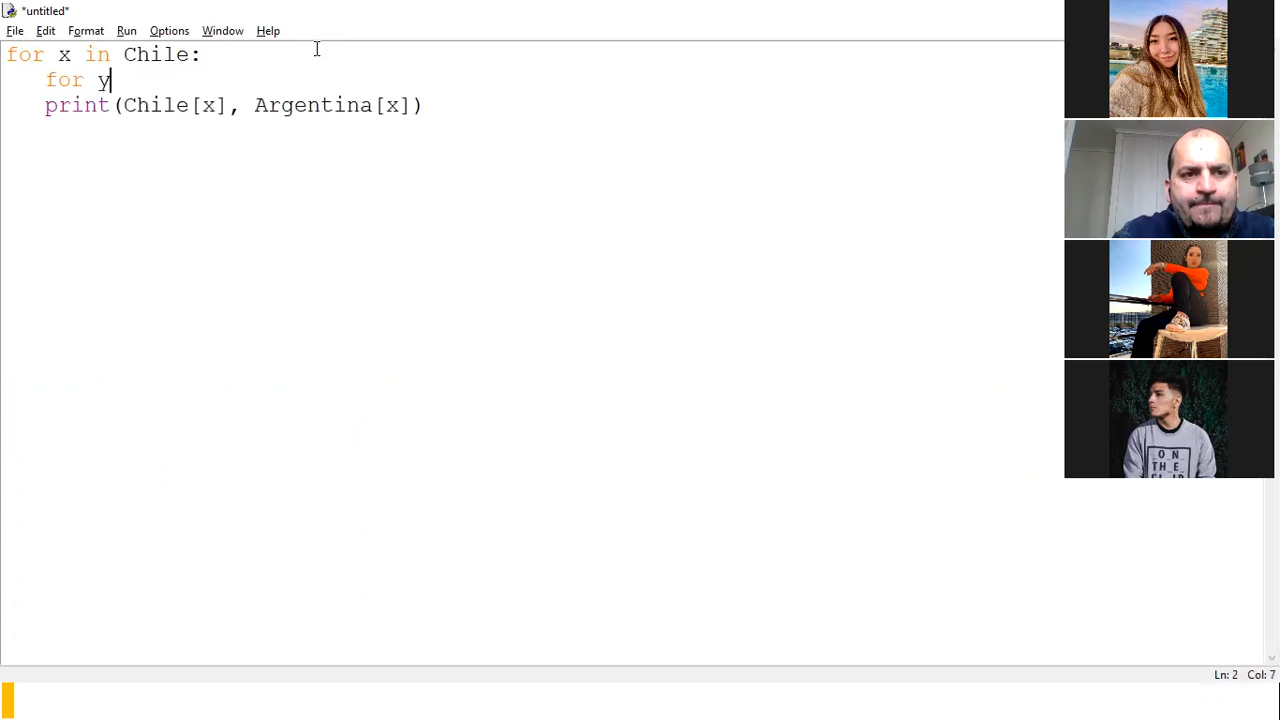 *untitled*
File Edit Format Run Options Window Help
for x in Chile:
for y
print(Chile[x], Argentina[x])
ON
THE
Ln: 2 Col: 7